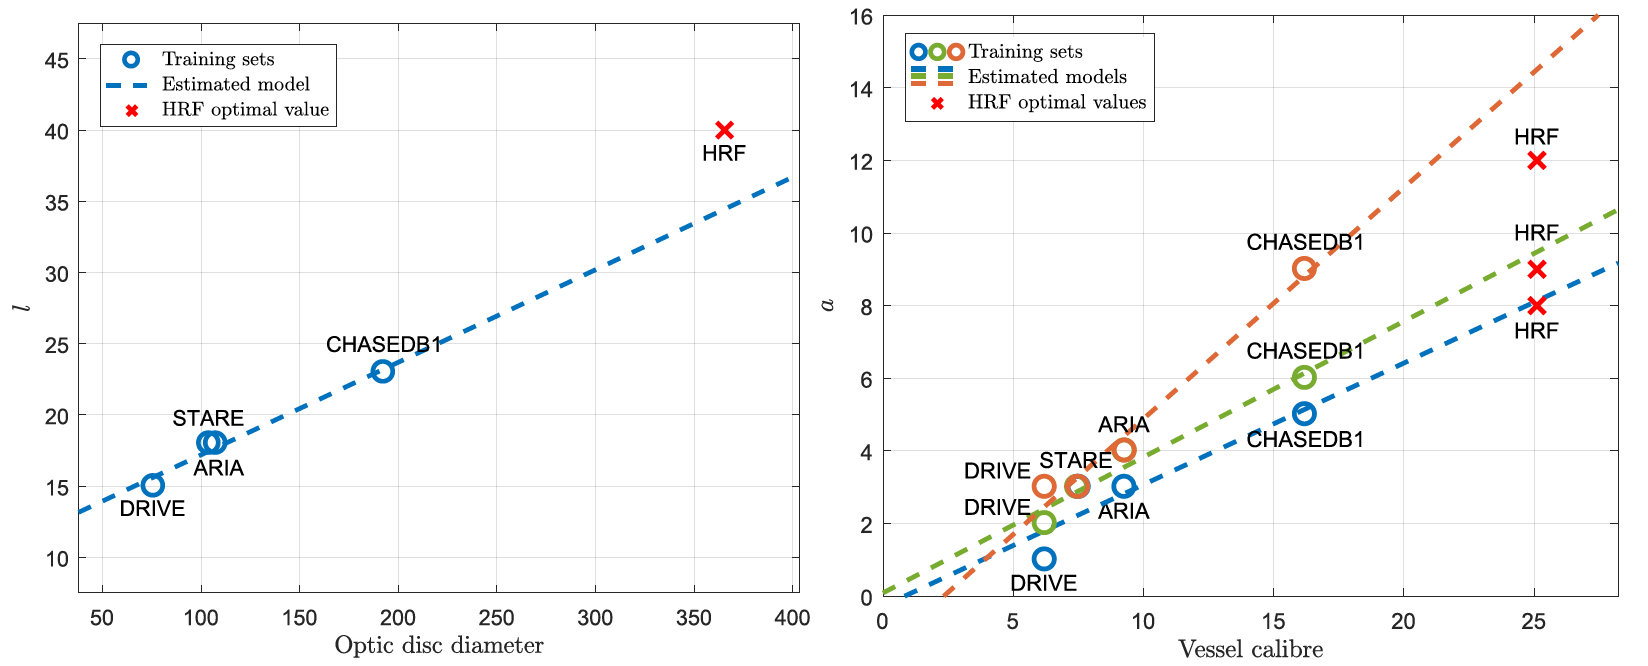 Training sets
Estimated model
HRF optimal value
45
40
35
30
25
20
15
10
l
HRF
CHASEDB1
STARE
ARIA
DRIVE
50 100 150 200 250 300 350 400
Optic disc diameter
Training sets
Estimated models
HRF optimal values
16
14
12
10
8
6
4
2
0
a
HRF
HRF
HRF
CHASEDB1
CHASEDB1
CHASEDB1
ARIA
STARE
DRIVE
DRIVE
ARIA
DRIVE
0 5 10 15 20 25
Vessel calibre